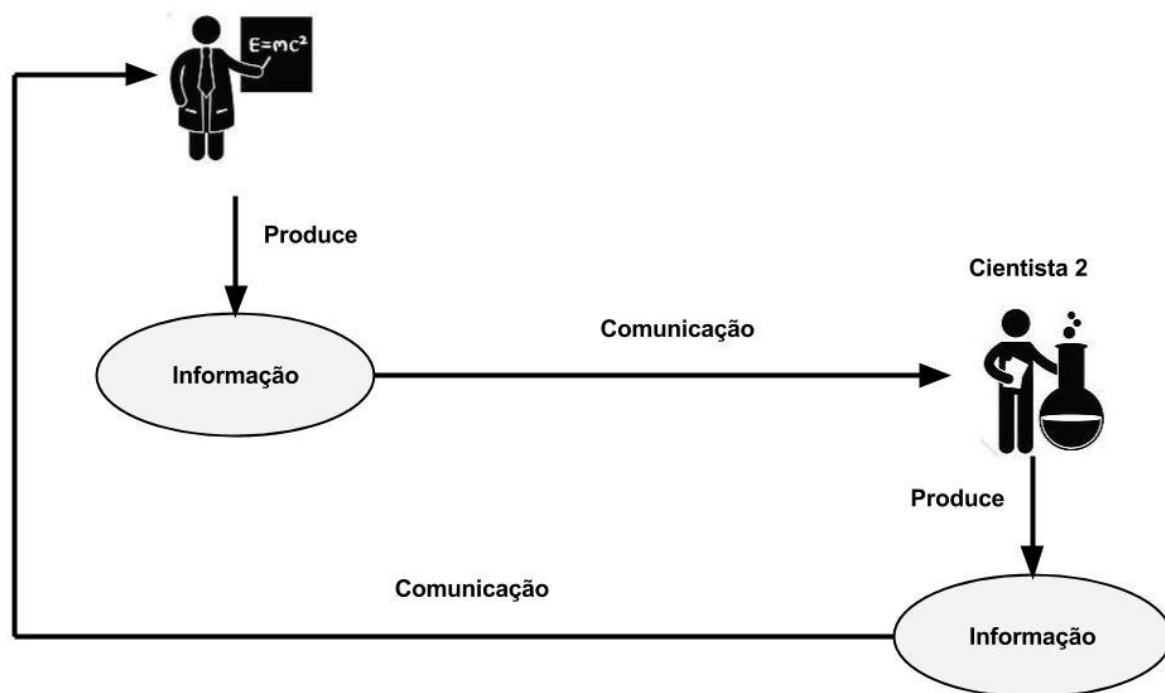 E=mc²
Produce
Cientista 2
Comunicação
Informação
Produce
Comunicação
Informação